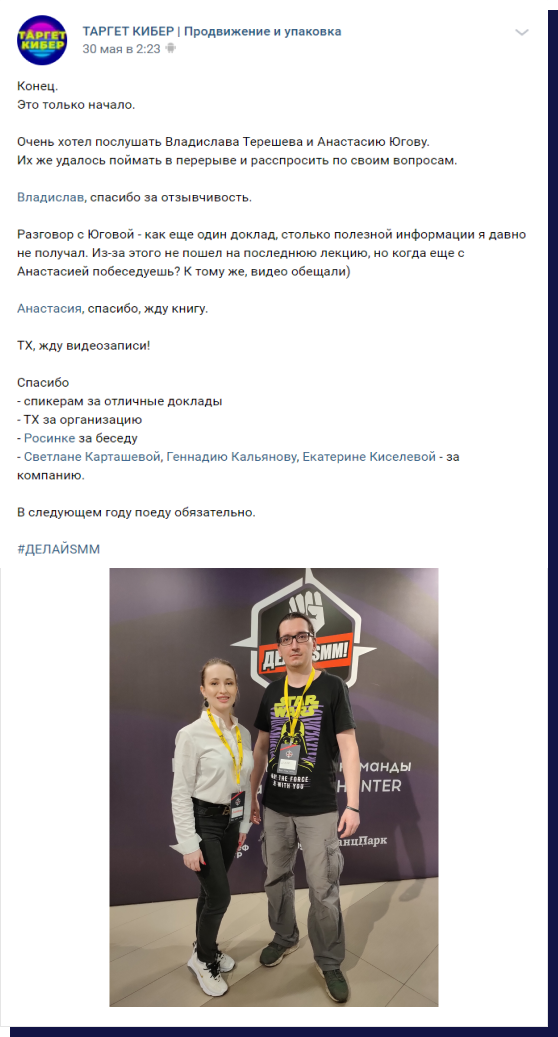 ТАРГЕТ
КИБЕР
ТАРГЕТ КИБЕР | Продвижение и упаковка
30 мая в 2:23
Конец.
Это только начало.
Очень хотел послушать Владислава Терешева и Анастасию Югову.
Их же удалось поймать в перерыве и расспросить по своим вопросам.
Владислав, спасибо за отзывчивость.
Разговор с Юговой - как еще один доклад, столько полезной информации я давно
не получал. Из-за этого не пошел на последнюю лекцию, но когда еще с
Анастасией побеседуешь? К тому же, видео обещали)
Анастасия, спасибо, жду книгу.
ТХ, жду видеозаписи!
Спасибо
- спикерам за отличные доклады
- ТХ за организацию
- Росинке за беседу
- Светлане Карташевой, Геннадию Кальянову, Екатерине Киселевой - за
компанию.
В следующем году поеду обязательно.
#ДЕЛАЙSMM
SMM!
STAR
WARS
THE FORCE
WITH YOU
манды
NTER
анцПарк